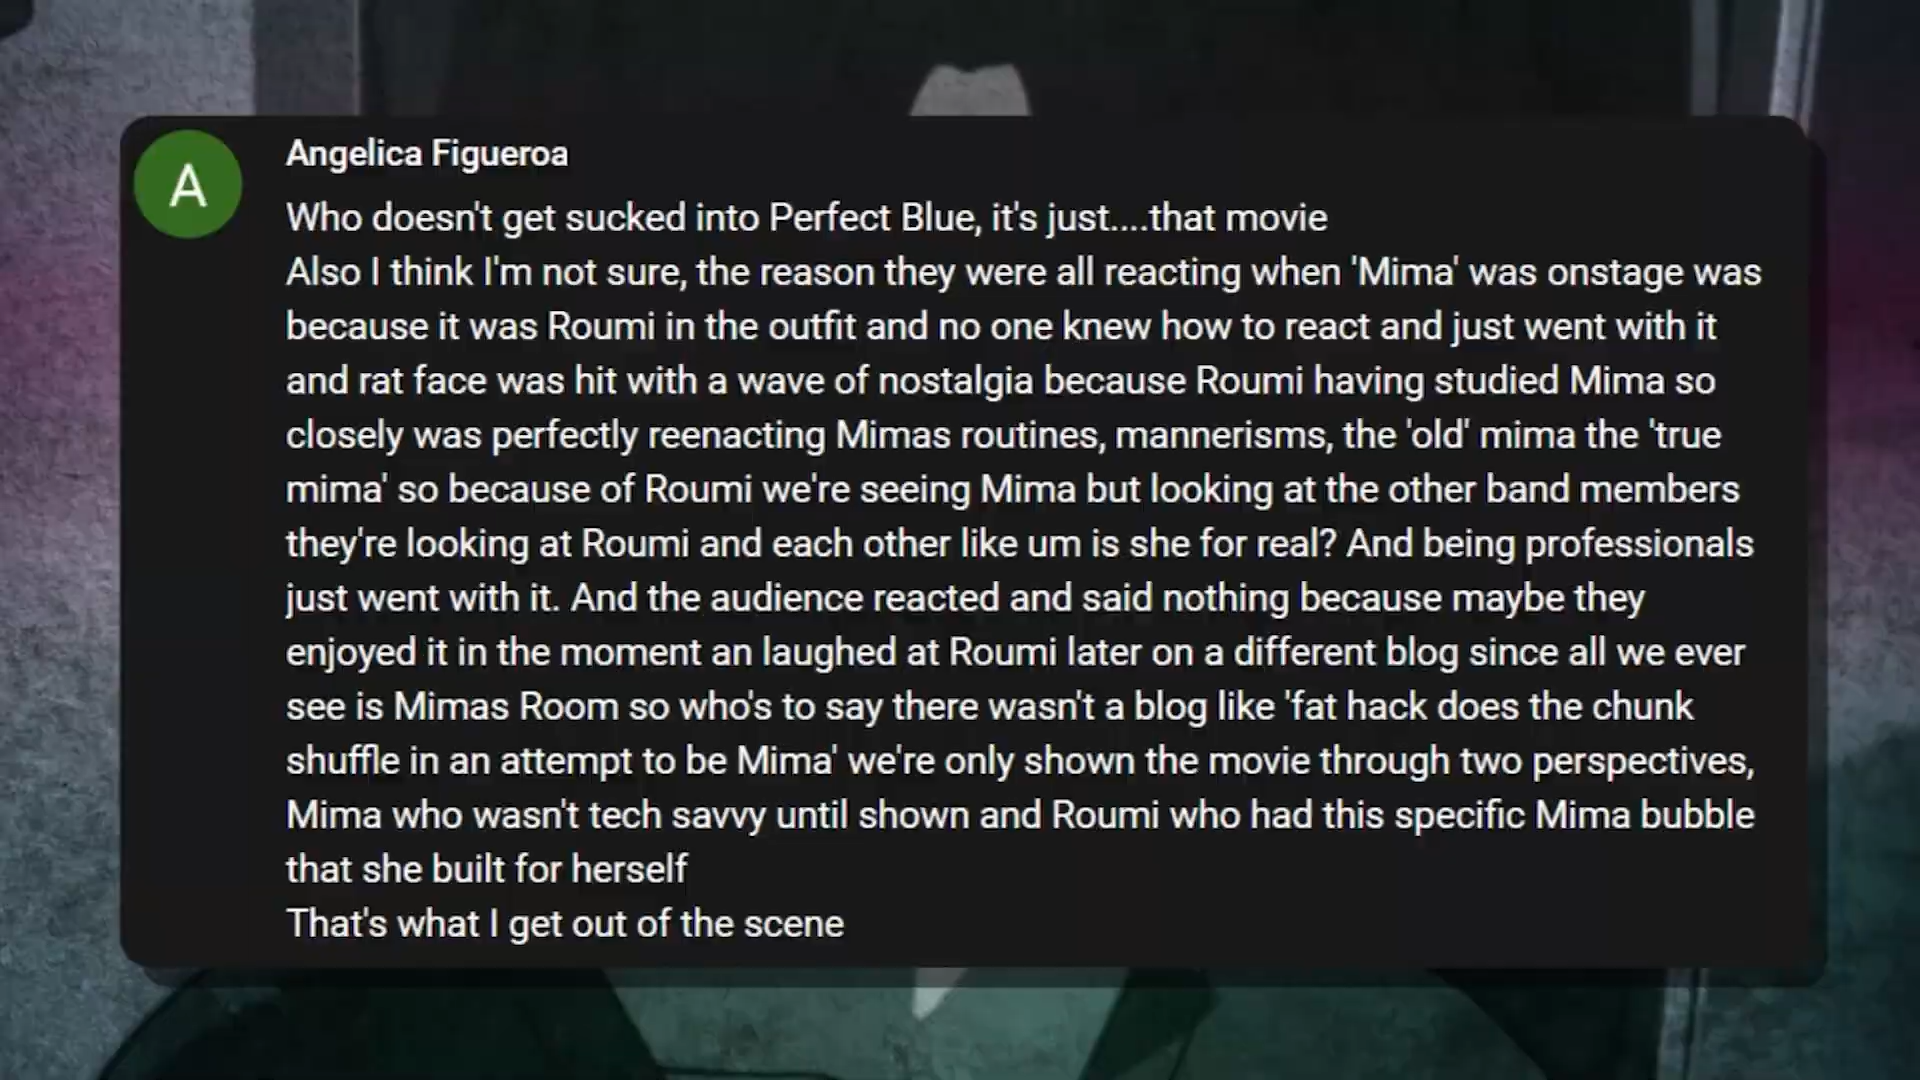 A
Angelica Figueroa
Who doesn't get sucked into Perfect Blue, it's just....that movie
Also I think I'm not sure, the reason they were all reacting when 'Mima' was onstage was
because it was Roumi in the outfit and no one knew how to react and just went with it
and rat face was hit with a wave of nostalgia because Roumi having studied Mima so
closely was perfectly reenacting Mimas routines, mannerisms, the 'old' mima the 'true
mima' so because of Roumi we're seeing Mima but looking at the other band members
they're looking at Roumi and each other like um is she for real? And being professionals
just went with it. And the audience reacted and said nothing because maybe they
enjoyed it in the moment an laughed at Roumi later on a different blog since all we ever
see is Mimas Room so who's to say there wasn't a blog like 'fat hack does the chunk
shuffle in an attempt to be Mima' we're only shown the movie through two perspectives,
Mima who wasn't tech savvy until shown and Roumi who had this specific Mima bubble
that she built for herself
That's what I get out of the scene